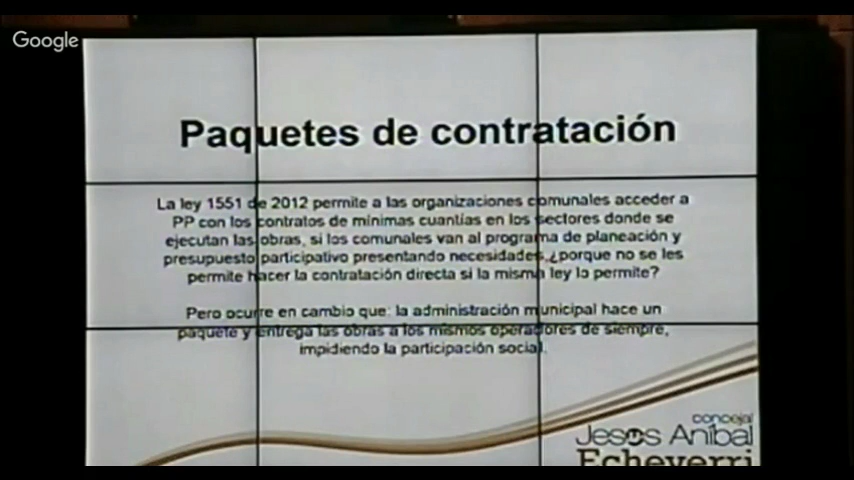 Google
Paquetes de contratación
La ley 1551 de 2012 permite a las organizaciones comunales acceder a
PP con los contratos de mínimas cuantías en los sectores donde se
ejecutan las obras, si los comunales van al programa de planeación y
presupuesto participativo presentando necesidades,¿porque no se les
permite hacer la contratación directa si la misma ley lo permite?
Pero ocurre en cambio que: la administración municipal hace un
paquete y entrega las obras a los mismos operadores de siempre,
impidiendo la participación social.
concejal
Jesús Aníbal
Echeverri